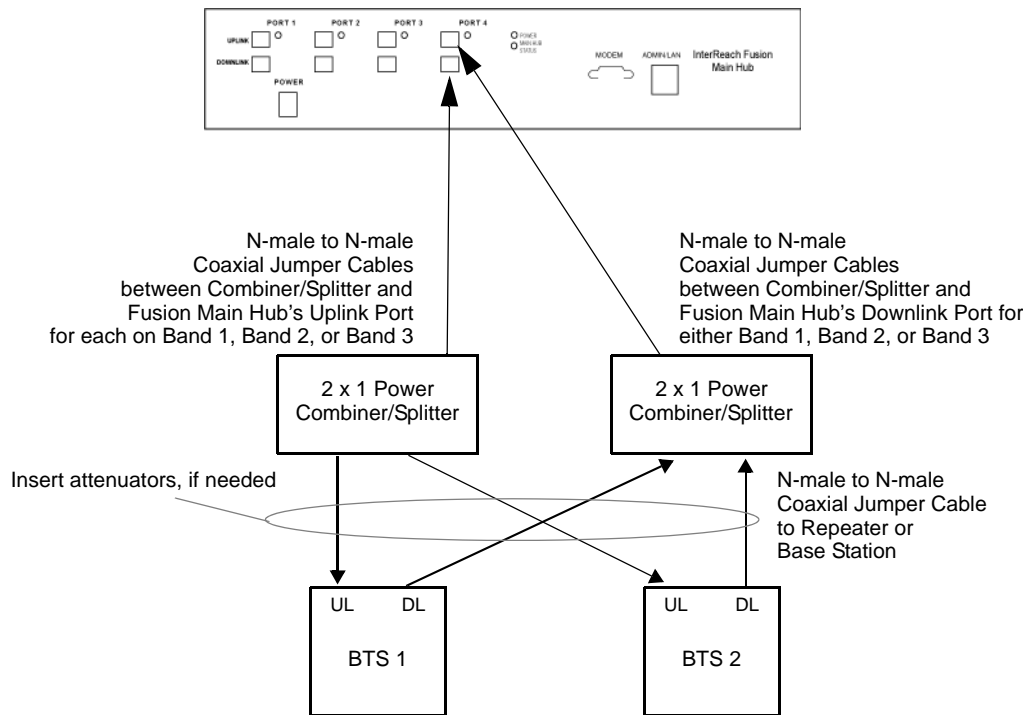 PORT 1 PORT 2 PORT 3 PORT 4
UPLINK
DOWNLINK
POWER
POWER
MAIN HUB
STATUS
MODEM
ADMIN/LAN
InterReach Fusion
Main Hub
N-male to N-male
Coaxial Jumper Cables
between Combiner/Splitter and
Fusion Main Hub’s Uplink Port
for each on Band 1, Band 2, or Band 3
N-male to N-male
Coaxial Jumper Cables
between Combiner/Splitter and
Fusion Main Hub’s Downlink Port for
either Band 1, Band 2, or Band 3
2 x 1 Power
Combiner/Splitter
2 x 1 Power
Combiner/Splitter
Insert attenuators, if needed
N-male to N-male
Coaxial Jumper Cable
to Repeater or
Base Station
UL DL
BTS 1
UL DL
BTS 2